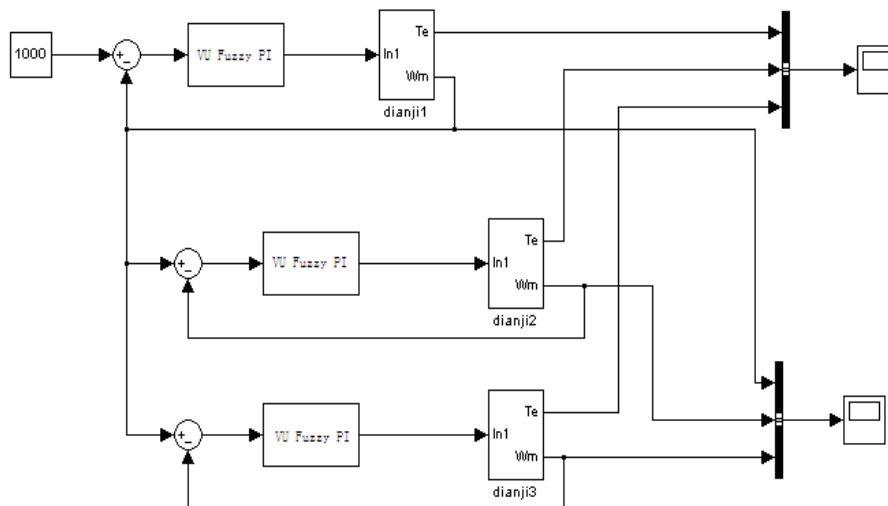 1000
+
-
VU Fuzzy PI
In1
Te
Wm
dianji1
+
-
VU Fuzzy PI
In1
Te
Wm
dianji2
+
-
VU Fuzzy PI
In1
Te
Wm
dianji3